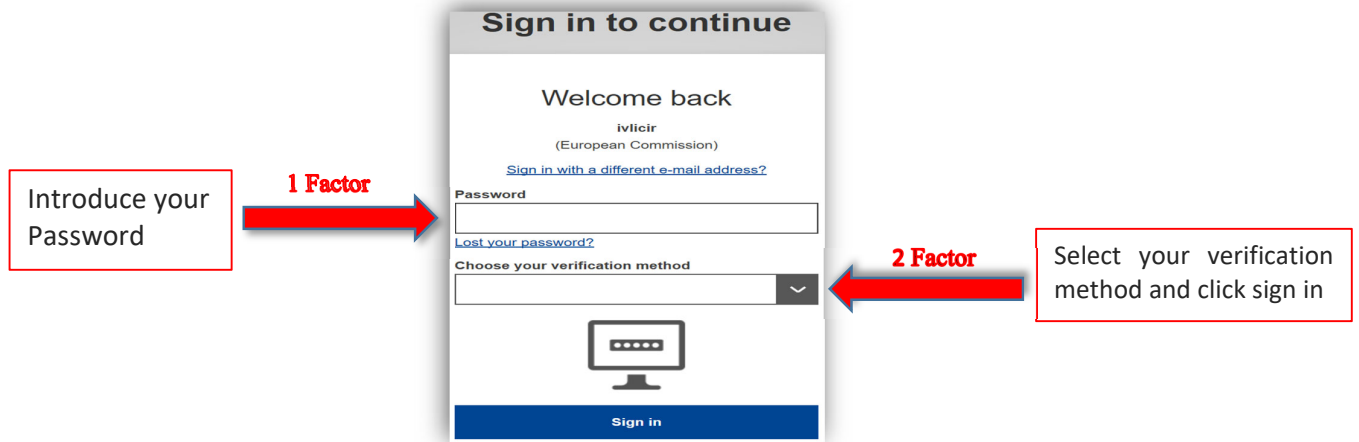 Sign in to continue
Welcome back
ivlicir
(European Commission)
Sign in with a different e-mail address?
Introduce your
Password
1 Factor
Password
Lost your password?
Choose your verification method
2 Factor
Select your verification
method and click sign in
Sign in